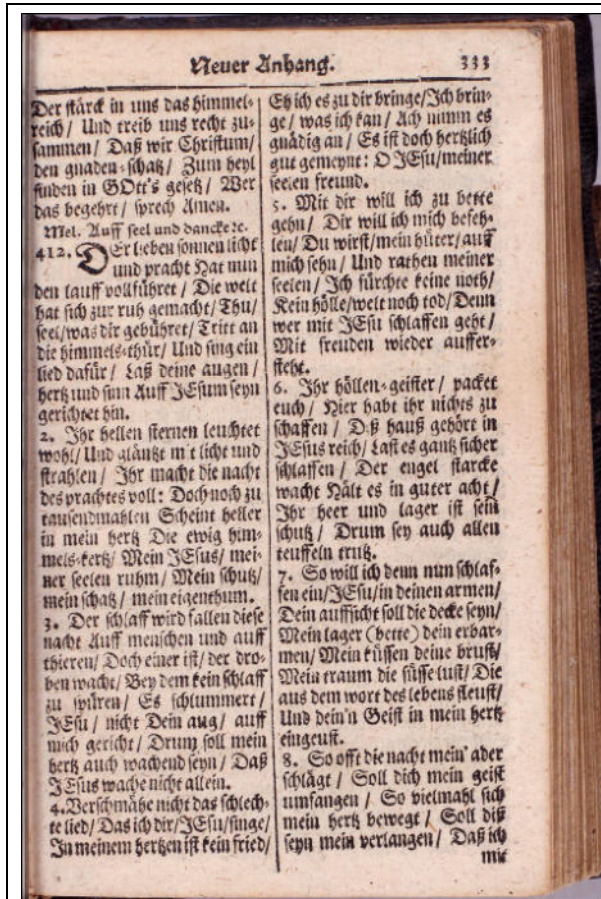 Neuer Anhang. 333
Der stärck in uns das himmel-
reich / Und treib uns recht zu-
sammen / Daß wir Christum /
den gnaden-schatz / Zum heyl
finden in GOtt's gesetz / Wer
das begehrt / sprech Amen.
Mel. Auff seel und dancke ꝛc.
412. DEr lieben sonnen licht
und pracht Hat nun
den lauff vollführet / Die welt
hat sich zur ruh gemacht / Thu /
seel / was dir gebühret / Tritt an
die himmels-thür / Und sing ein
lied dafür / Laß deine augen /
hertz und sinn Auff JEsum seyn
gerichtet hin.
2. Ihr hellen sternen leuchtet
wohl / Und gläntzt mit licht und
strahlen / Ihr macht die nacht
des prachtes voll: Doch noch zu
tausendmahlen Scheint heller
in mein hertz Die ewig him-
mels-kertz / Mein JEsus / mei-
ner seelen ruhm / Mein schutz /
mein schatz / mein eigenthum.
3. Der schlaff wird fallen diese
nacht Auff menschen und auff
thieren / Doch einer ist / der dro-
ben wacht / Bey dem kein schlaff
zu spüren / Es schlummert /
JEsu / nicht Dein aug / auff
mich gericht / Drum soll mein
hertz auch wachend seyn / Daß
JEsus wache nicht allein.
4. Verschmähe nicht das schlech-
te lied / Das ich dir / JEsu / singe /
In meinem hertzen ist kein fried /
Eh ich es zu dir bringe / Ich brin-
ge / was ich kan / Ach nimm es
gnädig an / Es ist doch hertzlich
gut gemeynt: O JEsu / meiner
seelen freund.
5. Mit dir will ich zu bette
gehn / Dir will ich mich befeh-
len / Du wirst / mein hüter / auff
mich sehn / Und rathen meiner
seelen / Ich fürchte keine noth /
Kein hölle / welt noch tod / Denn
wer mit JEsu schlaffen geht /
Mit freuden wieder auffer-
steht.
6. Ihr höllen-geister / packet
euch / Hier habt ihr nichts zu
schaffen / Diß hauß gehört in
JEsus reich / Last es gantz sicher
schlaffen / Der engel starcke
wacht Hält es in guter acht /
Ihr heer und lager ist sein
schutz / Drum sey auch allen
teuffeln trutz.
7. So will ich denn nun schlaf-
fen ein / JEsu / in deinen armen /
Dein auffsicht soll die decke seyn /
Mein lager (bette) dein erbar-
men / Mein küssen deine brust /
Mein traum die süsse lust / Die
aus dem wort des lebens fleust /
Und dein'n Geist in mein hertz
eingeust.
8. So offt die nacht mein' ader
schlägt / Soll dich mein geist
umfangen / So vielmahl sich
mein hertz bewegt / Soll diß
seyn mein verlangen / Daß ich
mit